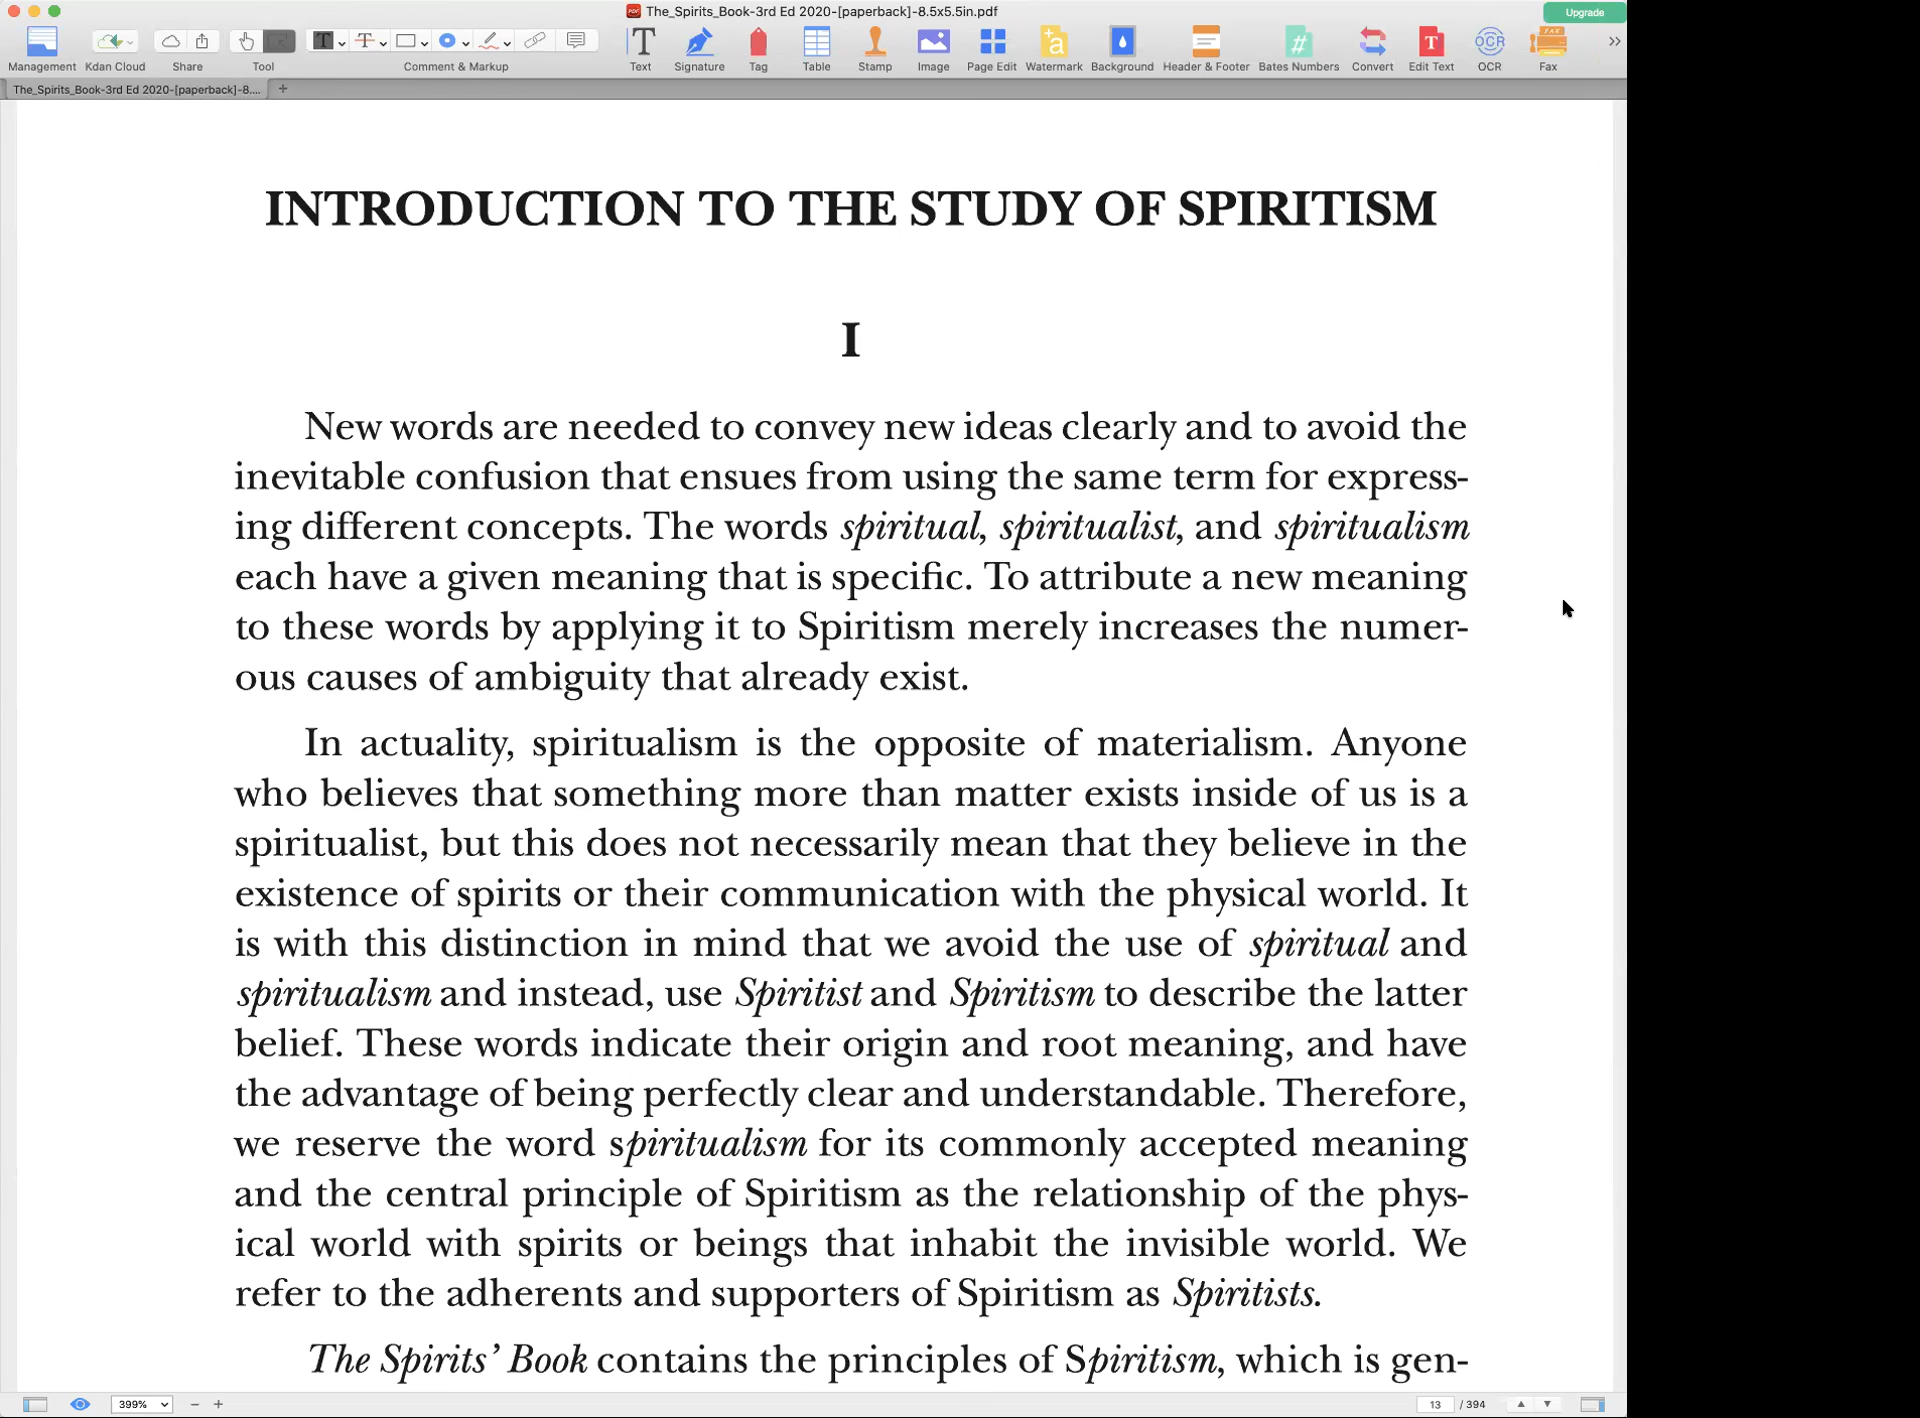 The_Spirits_Book-3rd Ed 2020-[paperback]-8.5x5.5in.pdf
Upgrade
Management Kdan Cloud Share Tool Comment & Markup Text Signature Tag Table Stamp Image Page Edit Watermark Background Header & Footer Bates Numbers Convert Edit Text OCR Fax
The_Spirits_Book-3rd Ed 2020-[paperback]-8....
INTRODUCTION TO THE STUDY OF SPIRITISM
I
New words are needed to convey new ideas clearly and to avoid the
inevitable confusion that ensues from using the same term for express-
ing different concepts. The words spiritual, spiritualist, and spiritualism
each have a given meaning that is specific. To attribute a new meaning
to these words by applying it to Spiritism merely increases the numer-
ous causes of ambiguity that already exist.
In actuality, spiritualism is the opposite of materialism. Anyone
who believes that something more than matter exists inside of us is a
spiritualist, but this does not necessarily mean that they believe in the
existence of spirits or their communication with the physical world. It
is with this distinction in mind that we avoid the use of spiritual and
spiritualism and instead, use Spiritist and Spiritism to describe the latter
belief. These words indicate their origin and root meaning, and have
the advantage of being perfectly clear and understandable. Therefore,
we reserve the word spiritualism for its commonly accepted meaning
and the central principle of Spiritism as the relationship of the phys-
ical world with spirits or beings that inhabit the invisible world. We
refer to the adherents and supporters of Spiritism as Spiritists.
The Spirits' Book contains the principles of Spiritism, which is gen-
399% 13 / 394